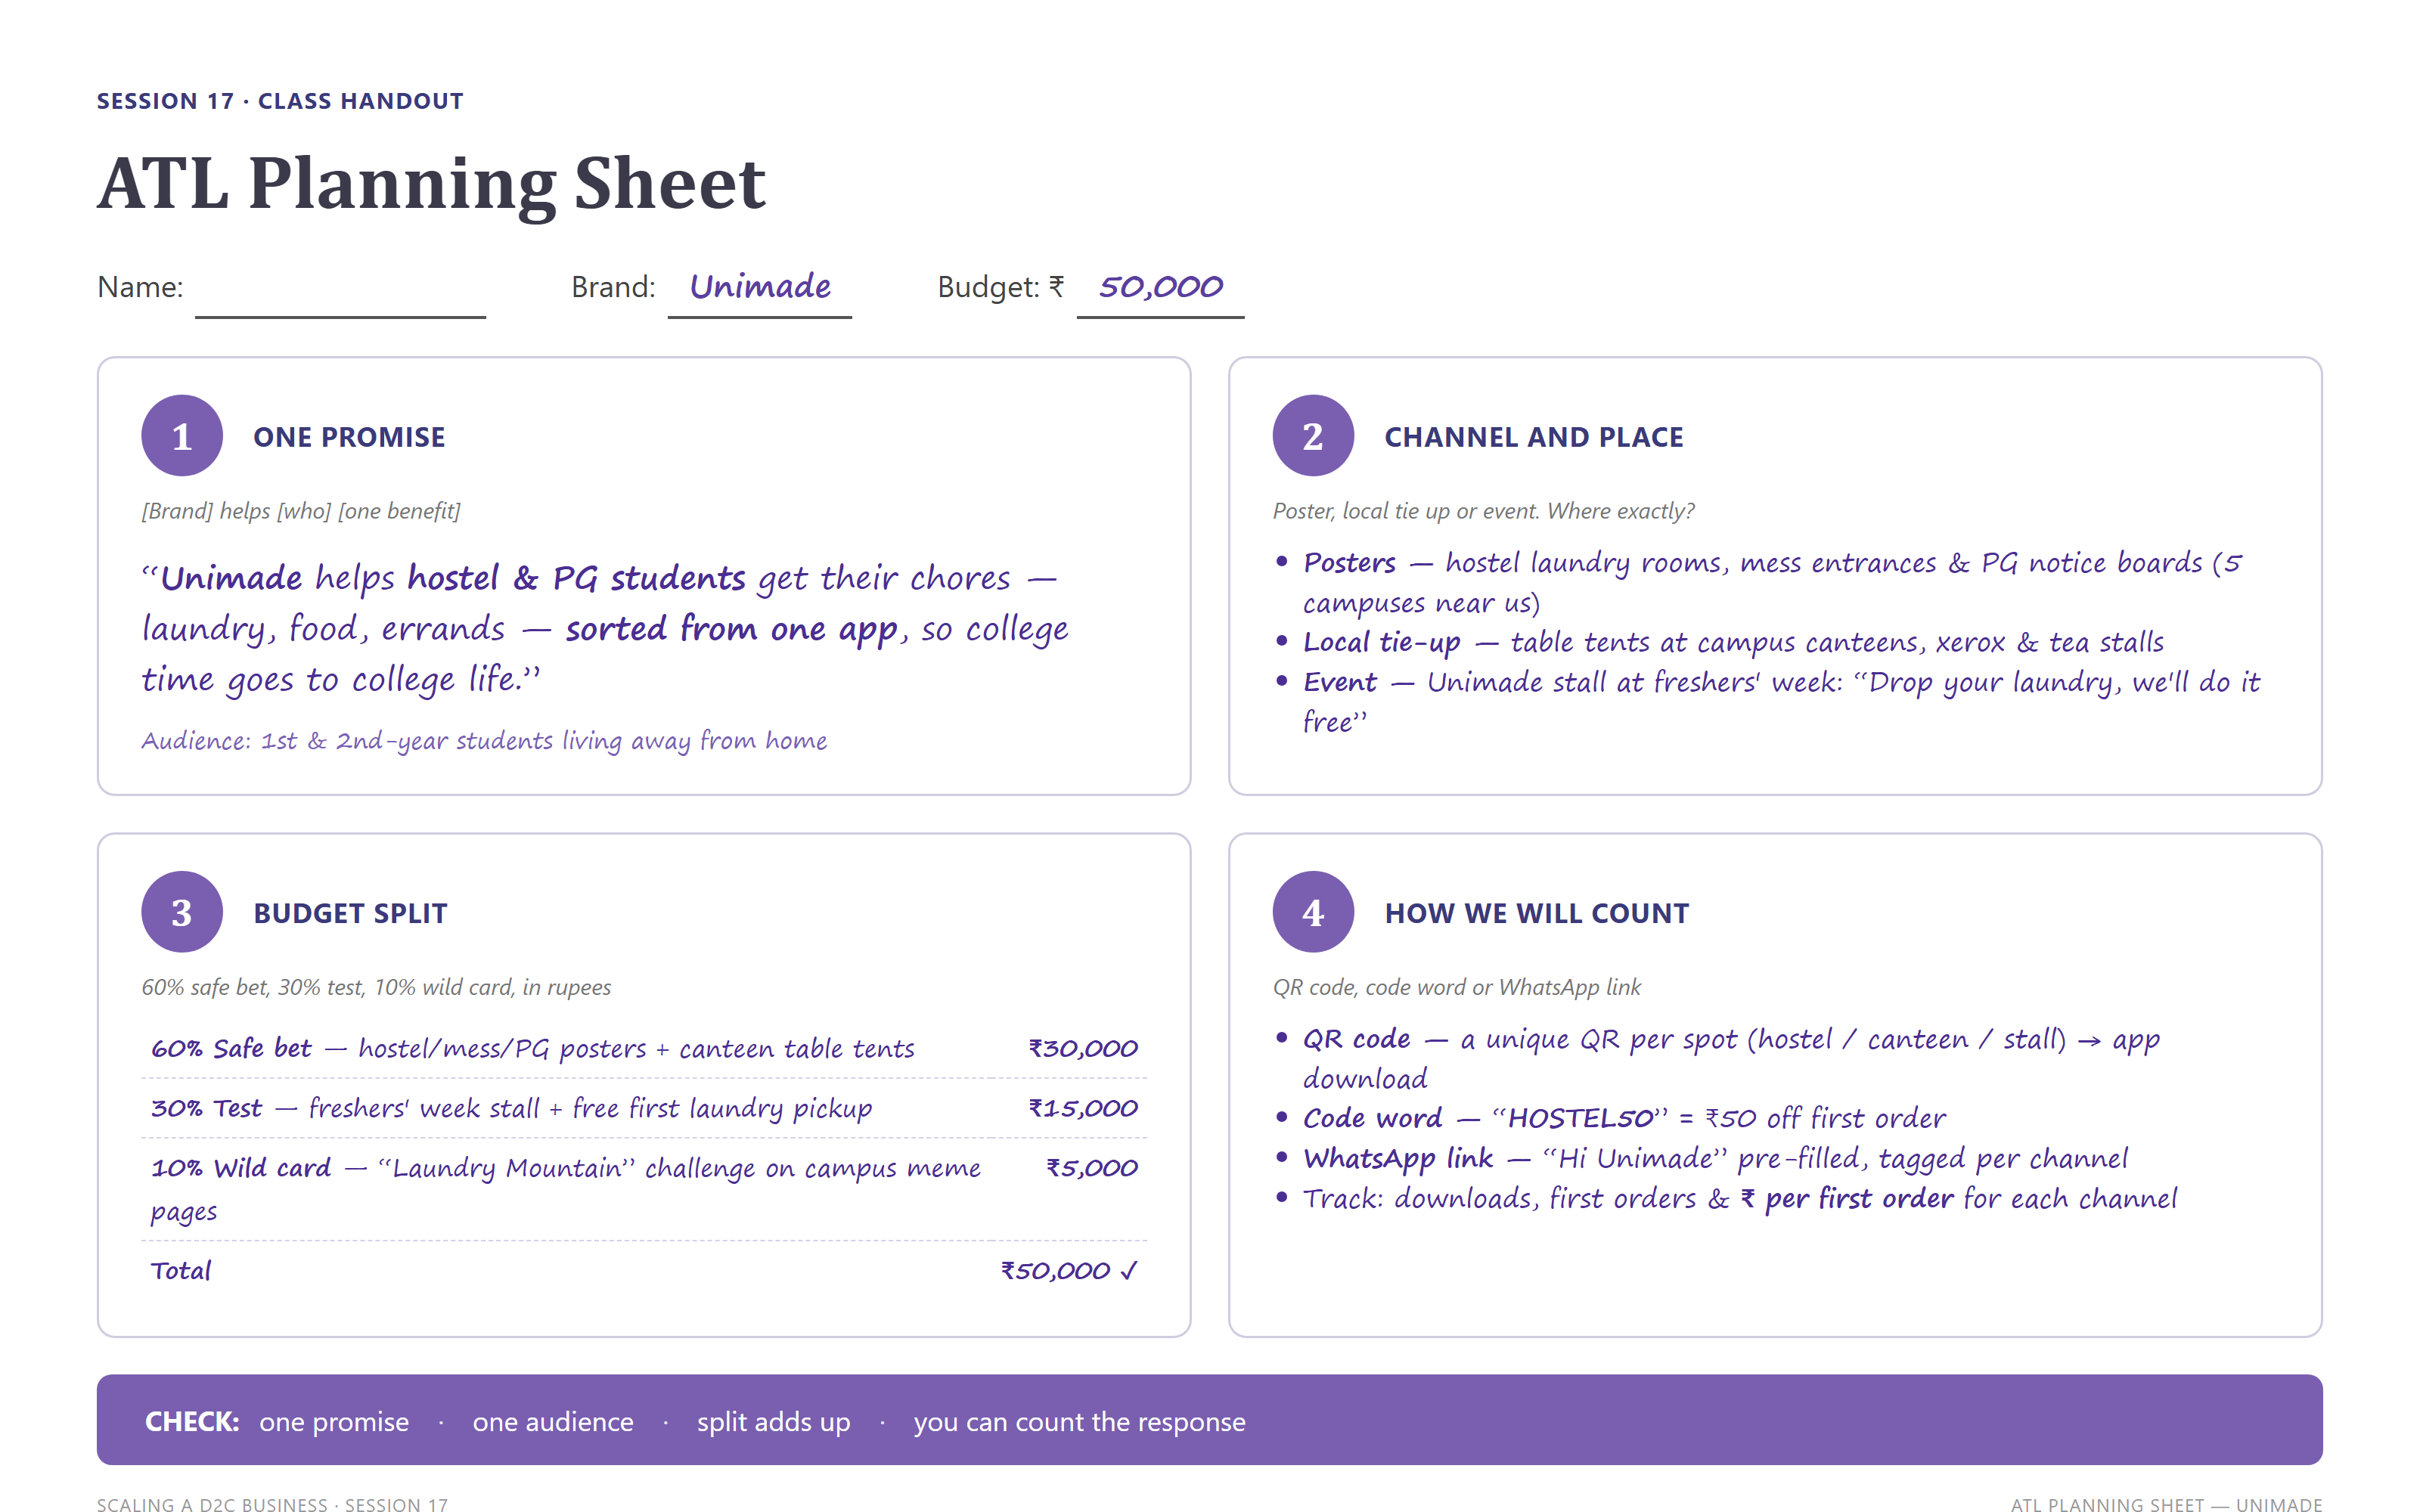 SESSION 17 · CLASS HANDOUT
ATL Planning Sheet
Name: Brand: Unimade Budget: ₹ 50,000
1 ONE PROMISE
[Brand] helps [who] [one benefit]
“Unimade helps hostel & PG students get their chores —
laundry, food, errands — sorted from one app, so college
time goes to college life.”
Audience: 1st & 2nd-year students living away from home
2 CHANNEL AND PLACE
Poster, local tie up or event. Where exactly?
• Posters — hostel laundry rooms, mess entrances & PG notice boards (5
campuses near us)
• Local tie-up — table tents at campus canteens, xerox & tea stalls
• Event — Unimade stall at freshers' week: “Drop your laundry, we'll do it
free”
3 BUDGET SPLIT
60% safe bet, 30% test, 10% wild card, in rupees
60% Safe bet — hostel/mess/PG posters + canteen table tents ₹30,000
30% Test — freshers' week stall + free first laundry pickup ₹15,000
10% Wild card — “Laundry Mountain” challenge on campus meme ₹5,000
pages
Total ₹50,000 ✓
4 HOW WE WILL COUNT
QR code, code word or WhatsApp link
• QR code — a unique QR per spot (hostel / canteen / stall) → app
download
• Code word — “HOSTEL50” = ₹50 off first order
• WhatsApp link — “Hi Unimade” pre-filled, tagged per channel
• Track: downloads, first orders & ₹ per first order for each channel
CHECK: one promise · one audience · split adds up · you can count the response
SCALING A D2C BUSINESS · SESSION 17 ATL PLANNING SHEET — UNIMADE